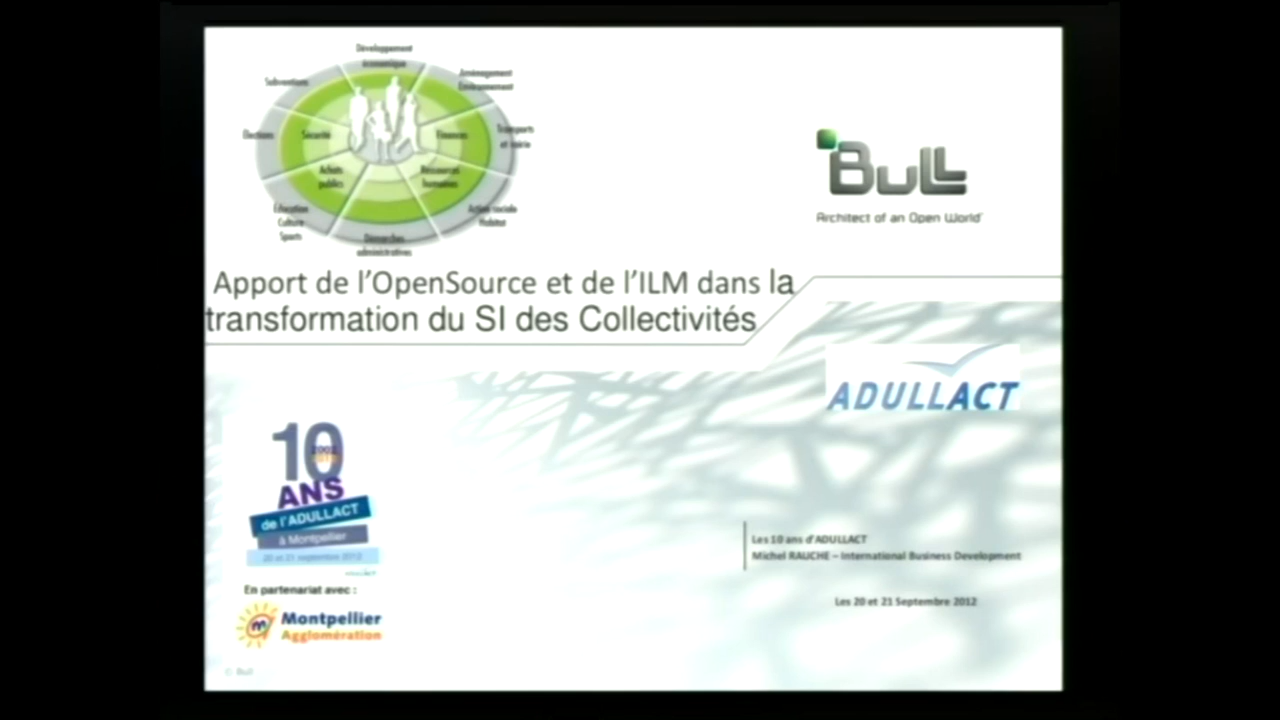 Développement
économique
Subventions
Aménagement
Environnement
Élections
Sécurité
Finances
Transports
et voirie
Achats
publics
Ressources
humaines
Éducation
Culture
Sports
Action sociale
Habitat
Démarches
administratives
Bull
Architect of an Open World
Apport de l'OpenSource et de l'ILM dans la
transformation du SI des Collectivités
ADULLACT
10
ANS
de l'ADULLACT
à Montpellier
20 et 21 septembre 2012
En partenariat avec :
Montpellier
Agglomération
Les 10 ans d'ADULLACT
Michel RAUCHE – International Business Development
Les 20 et 21 Septembre 2012